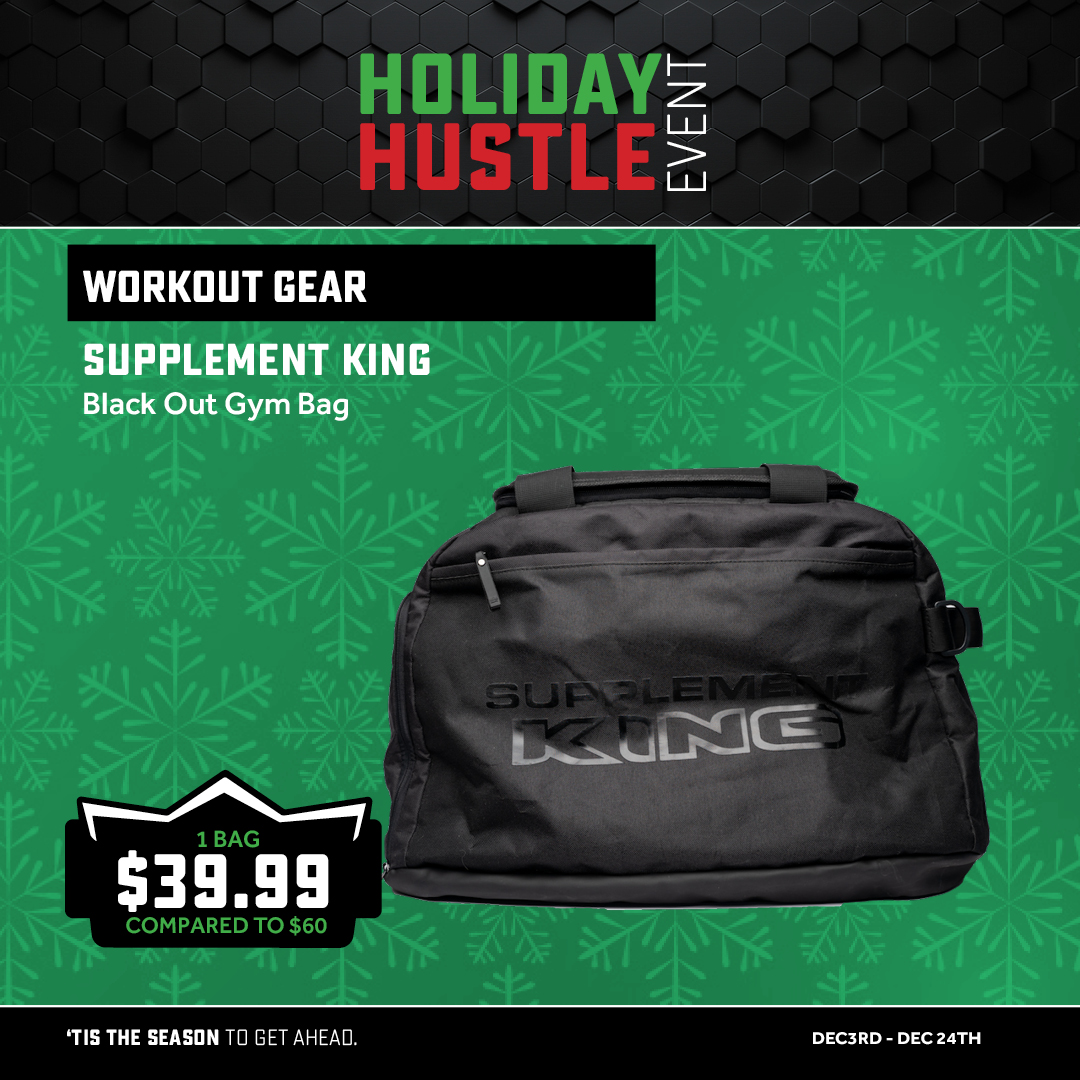 HOLIDAY
HUSTLE
EVENT
WORKOUT GEAR
SUPPLEMENT KING
Black Out Gym Bag
SUPPLEMENT
KING
1 BAG
$39.99
COMPARED TO $60
‘TIS THE SEASON TO GET AHEAD.
DEC3RD - DEC 24TH